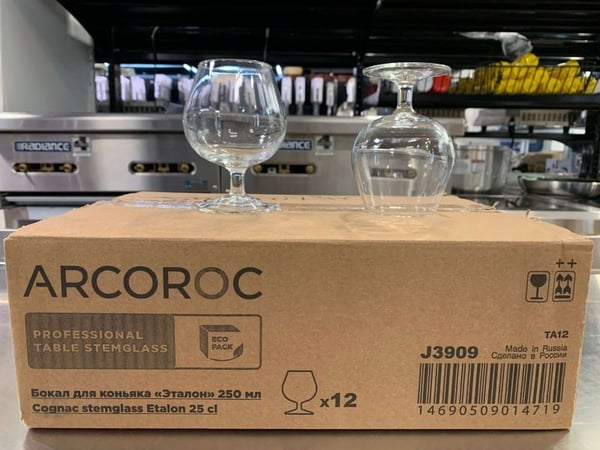 RADIANCE
RADIANCE
ARCOROC
PROFESSIONAL
TABLE STEMGLASS
ECO
PACK
Бокал для коньяка «Эталон» 250 мл
Cognac stemglass Etalon 25 cl
x12
++
TA12
J3909
Made in Russia
Сделано в России
14690509014719